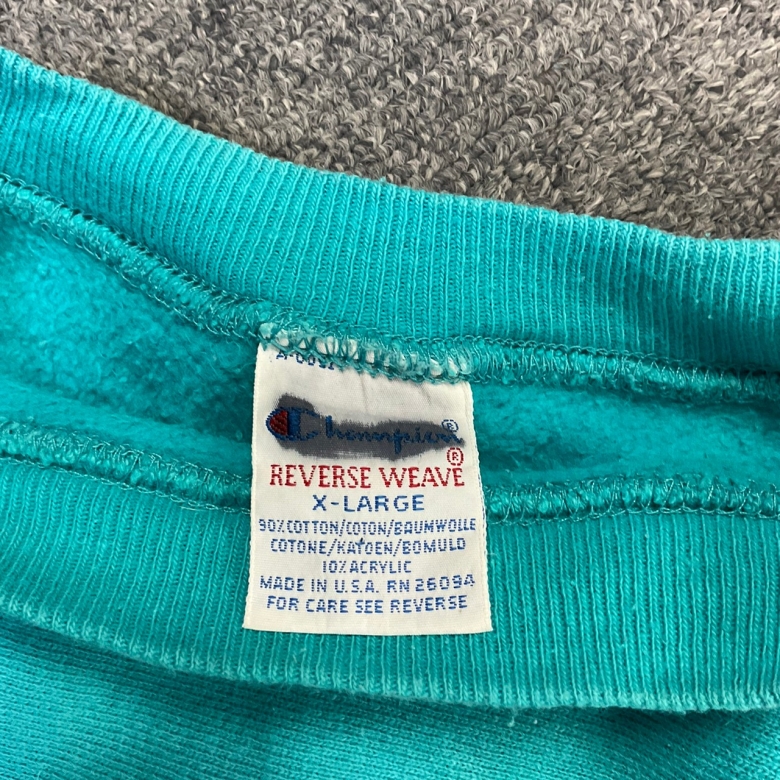 Champion®
REVERSE WEAVE®
X-LARGE
90% COTTON/COTON/BAUMWOLLE
COTONE/KATOEN/BOMULD
10% ACRYLIC
MADE IN U.S.A. RN 26094
FOR CARE SEE REVERSE